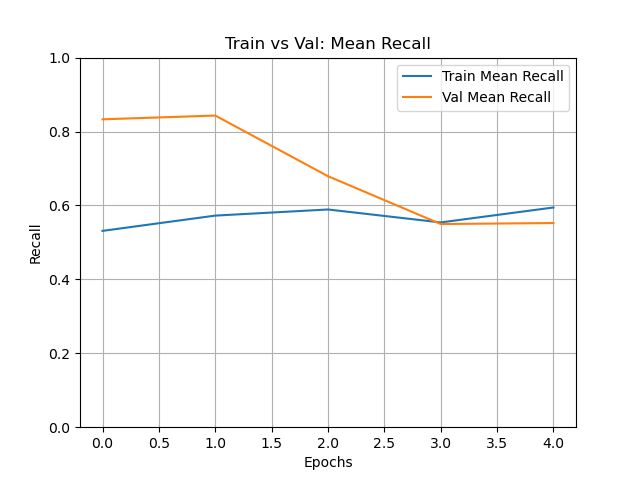 Train vs Val: Mean Recall
1.0
0.8
0.6
0.4
0.2
0.0
Recall
Train Mean Recall
Val Mean Recall
0.0 0.5 1.0 1.5 2.0 2.5 3.0 3.5 4.0
Epochs